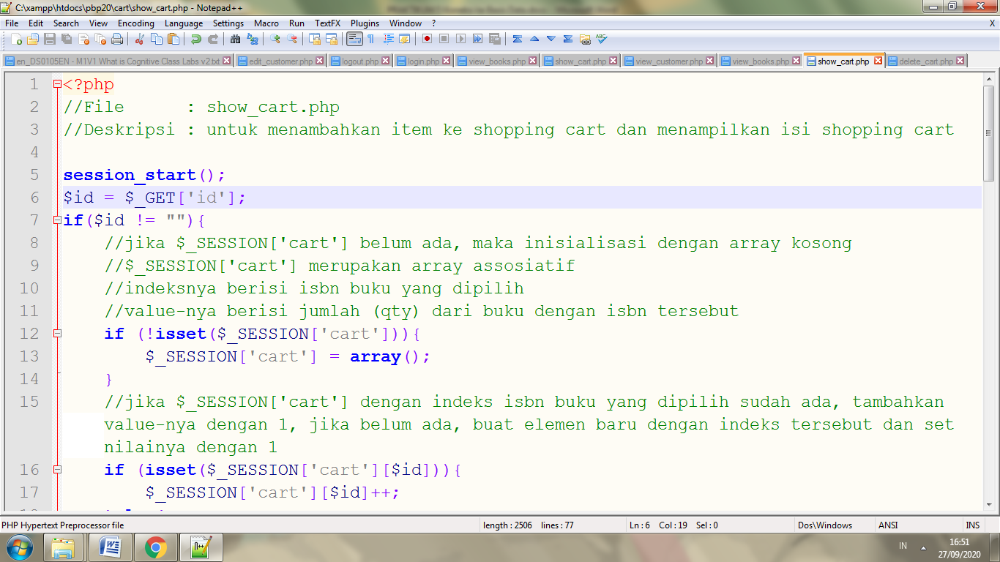 C:\xampp\htdocs\pbp20\cart\show_cart.php - Notepad++
File Edit Search View Encoding Language Settings Macro Run TextFX Plugins Window ? X
en_DS0105EN - M1V1 What is Cognitive Class Labs v2.txt edit_customer.php logout.php login.php view_books.php show_cart.php view_customer.php view_books.php show_cart.php delete_cart.php
1 <?php
2 //File      : show_cart.php
3 //Deskripsi : untuk menambahkan item ke shopping cart dan menampilkan isi shopping cart
4
5 session_start();
6 $id = $_GET['id'];
7 if($id != ""){
8     //jika $_SESSION['cart'] belum ada, maka inisialisasi dengan array kosong
9     //$_SESSION['cart'] merupakan array assosiatif
10     //indeksnya berisi isbn buku yang dipilih
11     //value-nya berisi jumlah (qty) dari buku dengan isbn tersebut
12     if (!isset($_SESSION['cart'])){
13         $_SESSION['cart'] = array();
14     }
15     //jika $_SESSION['cart'] dengan indeks isbn buku yang dipilih sudah ada, tambahkan
value-nya dengan 1, jika belum ada, buat elemen baru dengan indeks tersebut dan set
nilainya dengan 1
16     if (isset($_SESSION['cart'][$id])){
17         $_SESSION['cart'][$id]++;
PHP Hypertext Preprocessor file length : 2506 lines : 77 Ln : 6 Col : 19 Sel : 0 Dos\Windows ANSI INS
IN 16:51
27/09/2020